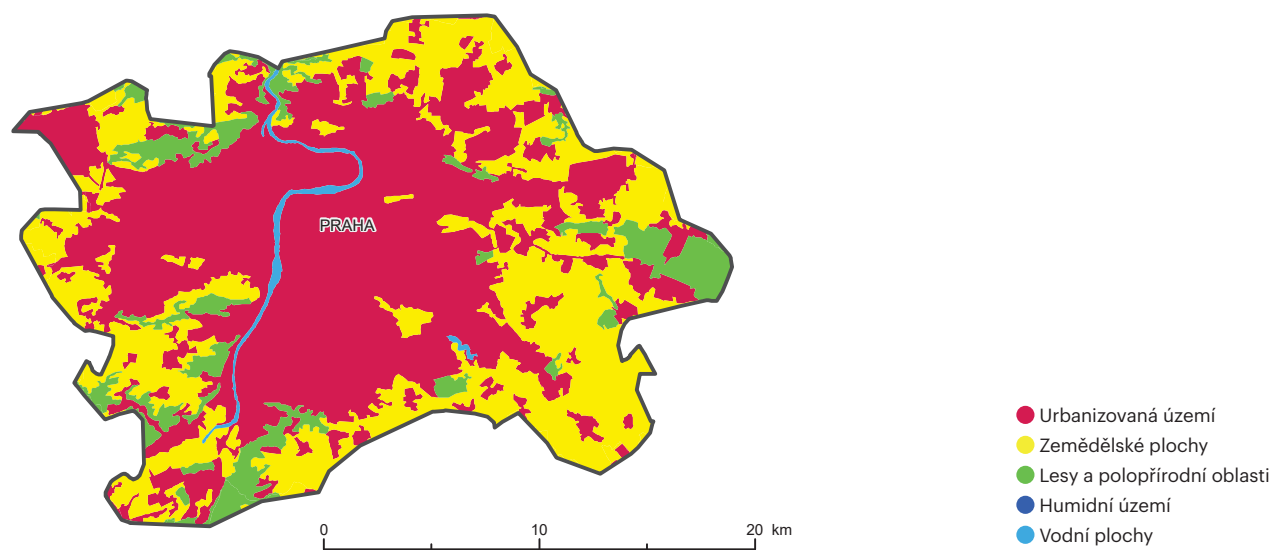 PRAHA
Urbanizovaná území
Zemědělské plochy
Lesy a polopřírodní oblasti
Humidní území
Vodní plochy
0 10 20 km